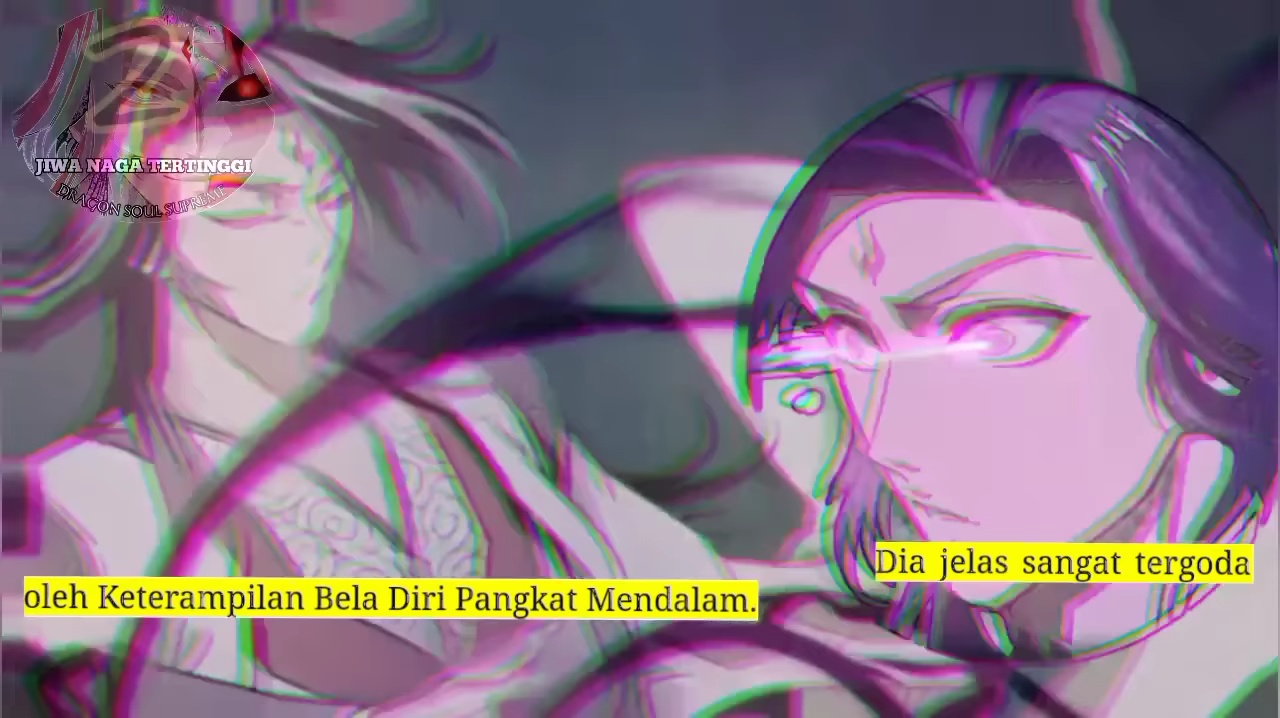 JIWA NAGA TERTINGGI
DRAGON SOUL SUPREME
Dia jelas sangat tergoda
oleh Keterampilan Bela Diri Pangkat Mendalam.